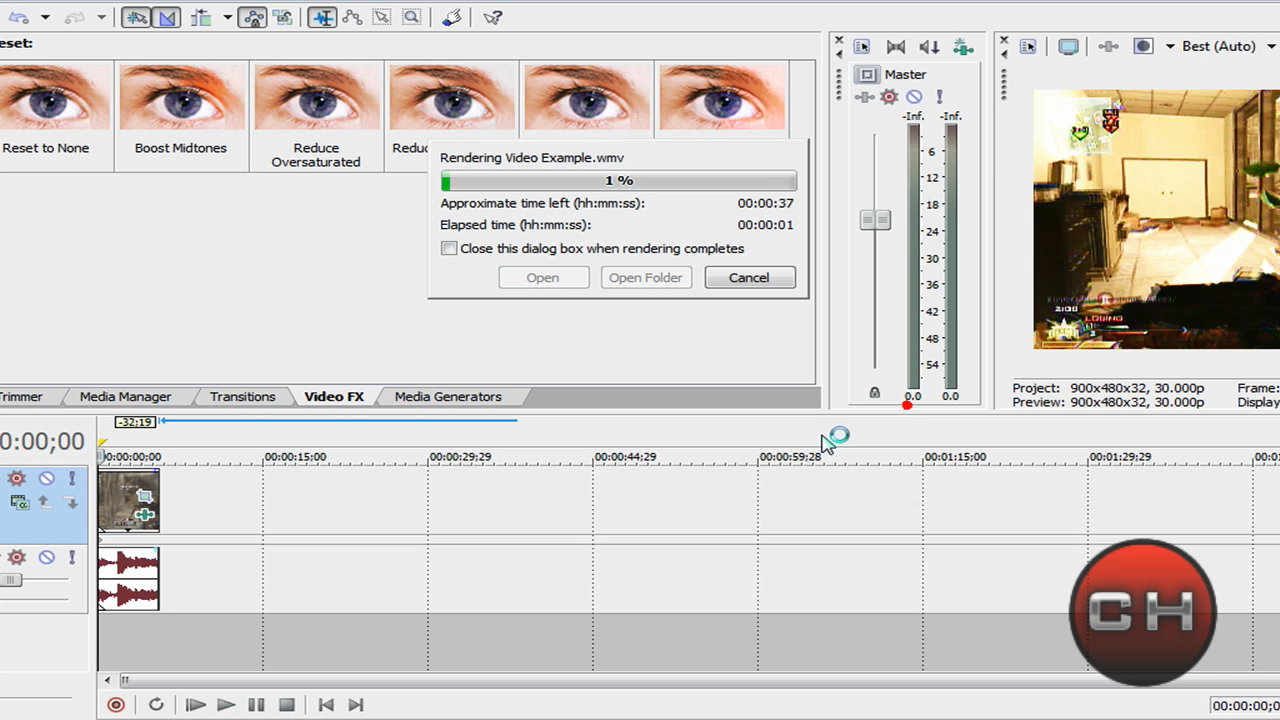 eset:
Reset to None
Boost Midtones
Reduce
Oversaturated
Reduc
Rendering Video Example.wmv
1 %
Approximate time left (hh:mm:ss): 00:00:37
Elapsed time (hh:mm:ss): 00:00:01
Close this dialog box when rendering completes
Open
Open Folder
Cancel
Master
-Inf. -Inf.
6
12
18
24
30
36
42
48
54
0.0 0.0
Best (Auto)
LOSING
Project: 900x480x32, 30.000p Frame:
Preview: 900x480x32, 30.000p Display
rimmer
Media Manager
Transitions
Video FX
Media Generators
-32:19
0:00;00
0:00:00:00
00:00:15:00
00:00:29:29
00:00:44:29
00:00:59:28
00:01:15:00
00:01:29:29
00:0
CH
00:00:00;0